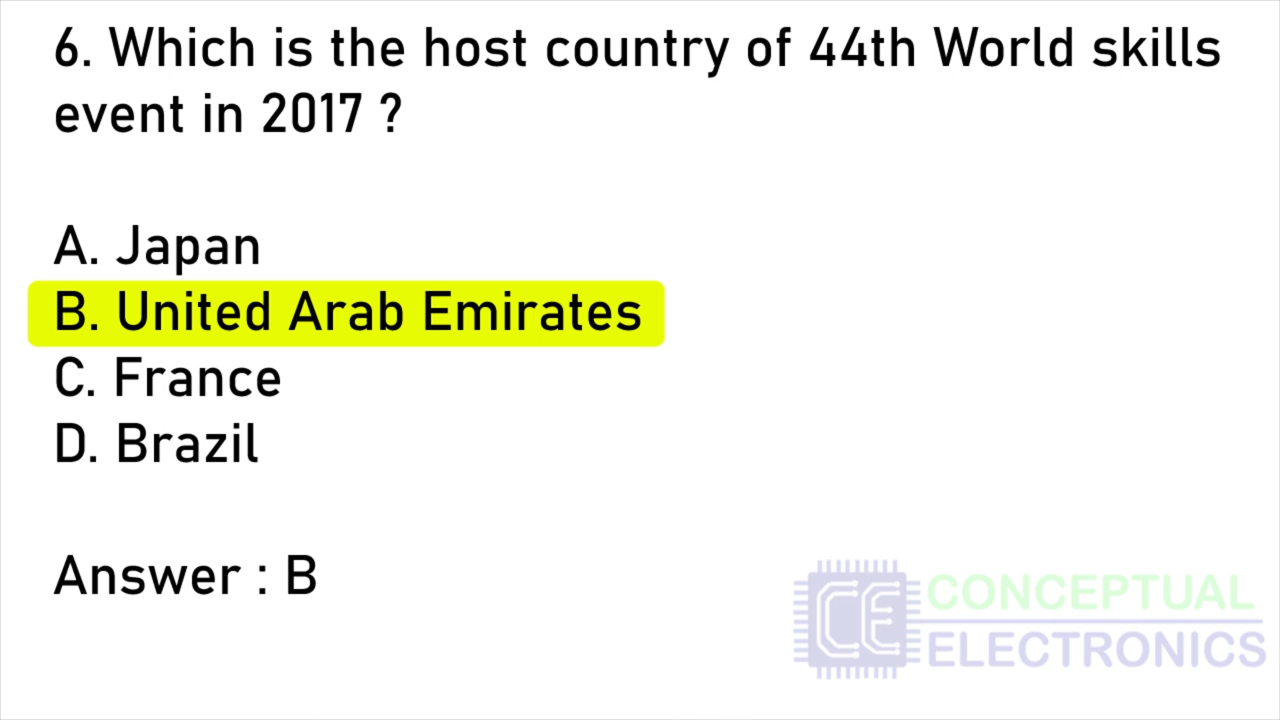 6. Which is the host country of 44th World skills
event in 2017 ?
A. Japan
B. United Arab Emirates
C. France
D. Brazil
Answer : B
CE CONCEPTUAL
ELECTRONICS